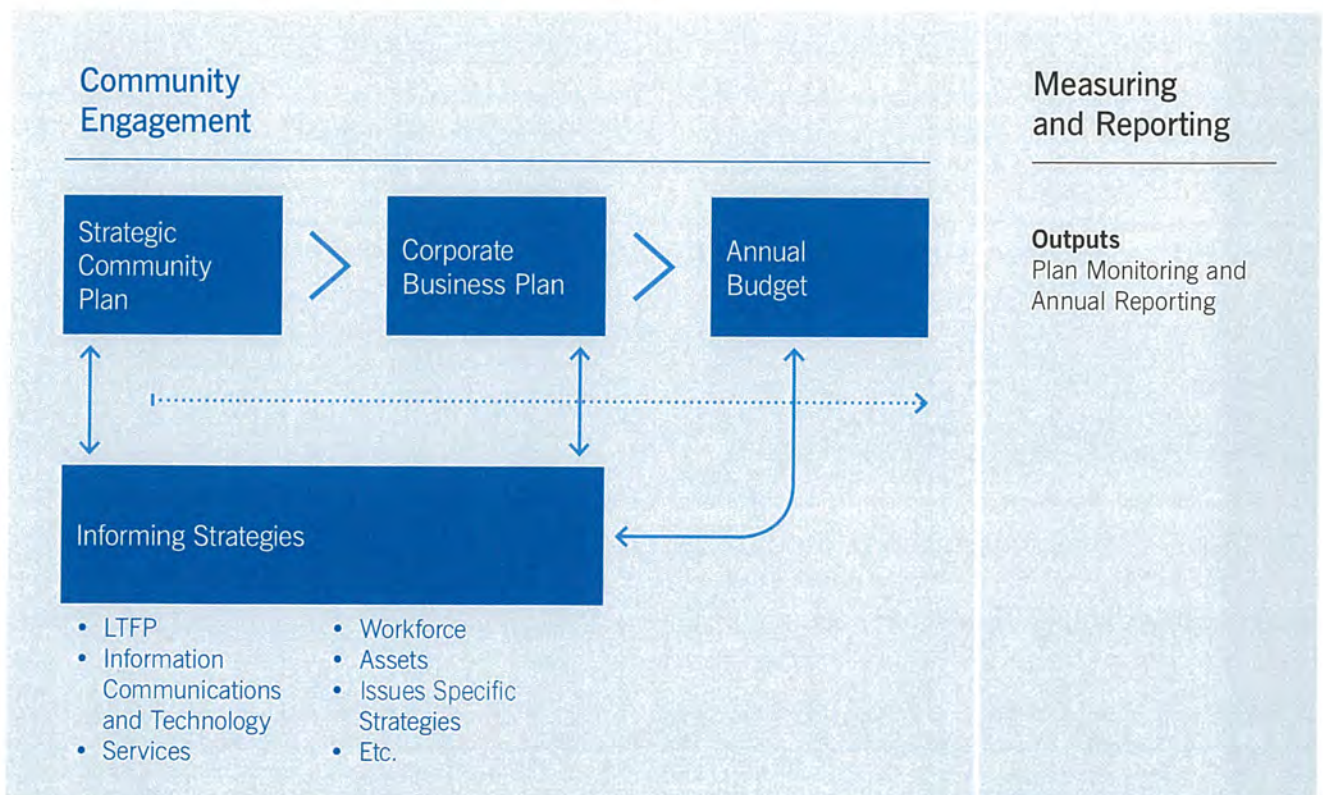 Community
Engagement
Measuring
and Reporting
Strategic
Community
Plan
Corporate
Business Plan
Annual
Budget
Outputs
Plan Monitoring and
Annual Reporting
Informing Strategies
• LTFP
• Information
Communications
and Technology
• Services
• Workforce
• Assets
• Issues Specific
Strategies
• Etc.